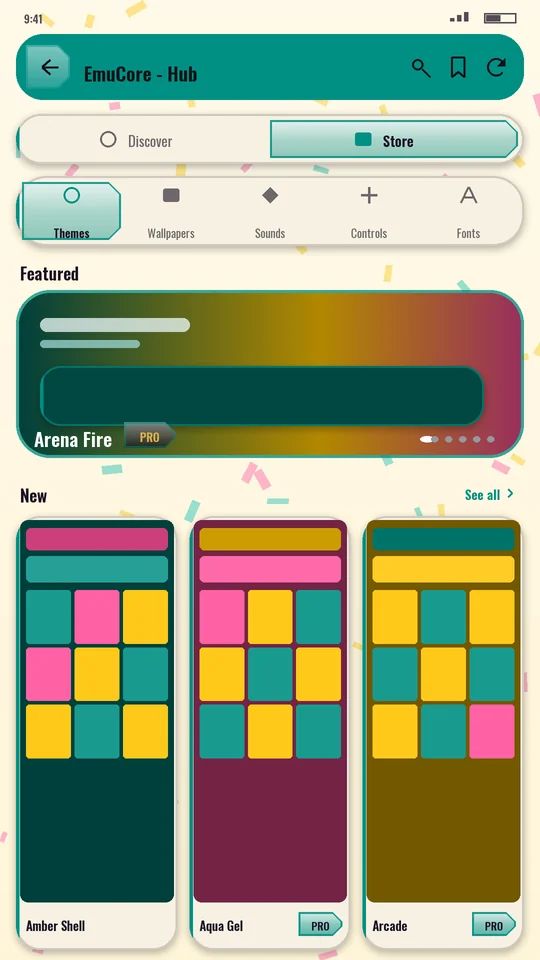 9:41
EmuCore - Hub
Discover
Store
Themes
Wallpapers
Sounds
Controls
Fonts
Featured
Arena Fire
PRO
New
See all
Amber Shell
Aqua Gel
PRO
Arcade
PRO